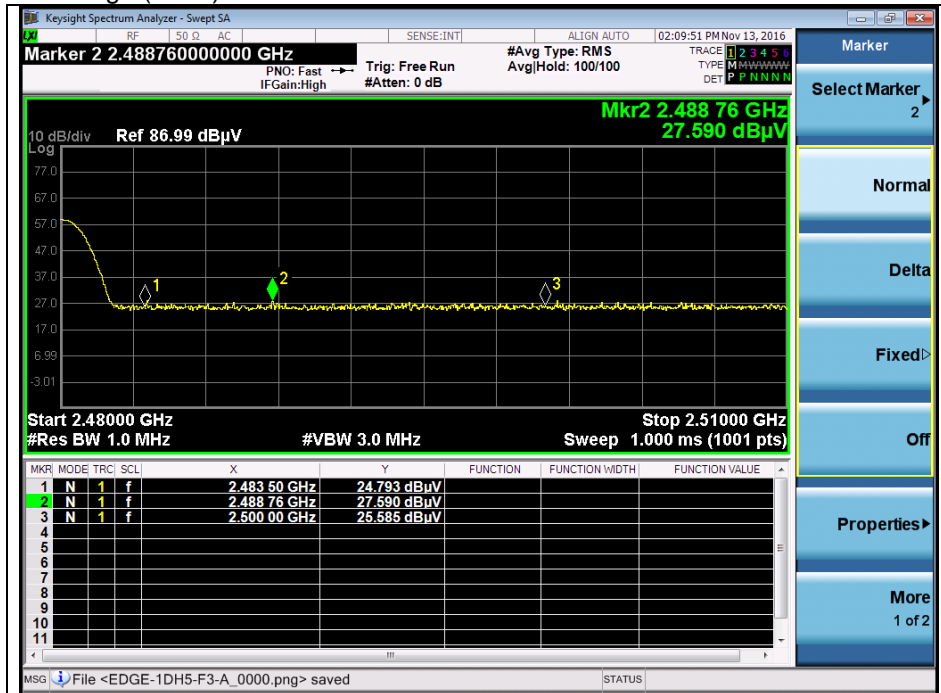 Keysight Spectrum Analyzer - Swept SA
LXI RF 50 Ω AC SENSE:INT ALIGN AUTO 02:09:51 PM Nov 13, 2016
Marker 2 2.488760000000 GHz
PNO: Fast
IFGain:High
Trig: Free Run
#Atten: 0 dB
#Avg Type: RMS
Avg|Hold: 100/100
TRACE 1 2 3 4 5 6
TYPE M M W W W W
DET P P N N N N
Mkr2 2.488 76 GHz
27.590 dBµV
10 dB/div Ref 86.99 dBµV
Log
77.0
67.0
57.0
47.0
37.0
27.0
17.0
6.99
-3.01
1
2
3
Start 2.48000 GHz Stop 2.51000 GHz
#Res BW 1.0 MHz #VBW 3.0 MHz Sweep 1.000 ms (1001 pts)
MKR MODE TRC SCL X Y FUNCTION FUNCTION WIDTH FUNCTION VALUE
1 N 1 f 2.483 50 GHz 24.793 dBµV
2 N 1 f 2.488 76 GHz 27.590 dBµV
3 N 1 f 2.500 00 GHz 25.585 dBµV
4
5
6
7
8
9
10
11
MSG File <EDGE-1DH5-F3-A_0000.png> saved STATUS
Marker
Select Marker
2
Normal
Delta
Fixed
Off
Properties
More
1 of 2